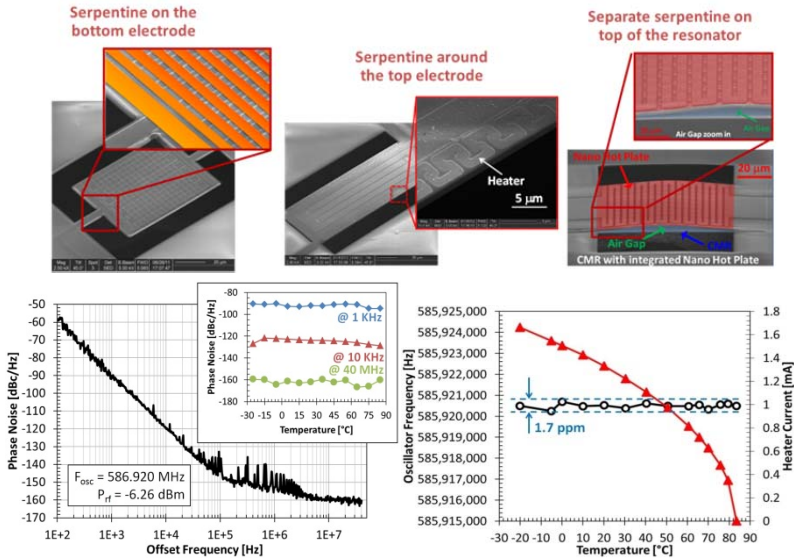 Serpentine on the
bottom electrode
Serpentine around
the top electrode
Separate serpentine on
top of the resonator
Heater
5 µm
Air Gap
Air Gap zoom in
Nano Hot Plate
20 µm
Air Gap
CMR
CMR with integrated Nano Hot Plate
Phase Noise [dBc/Hz]
-50
-60
-70
-80
-90
-100
-110
-120
-130
-140
-150
-160
-170
1E+2
1E+3
1E+4
1E+5
1E+6
1E+7
Offset Frequency [Hz]
Fosc = 586.920 MHz
Prf = -6.26 dBm
Phase Noise [dBc/Hz]
-80
-100
-120
-140
-160
-180
@ 1 KHz
@ 10 KHz
@ 40 MHz
-30
-15
0
15
30
45
60
75
90
Temperature [°C]
Oscillator Frequency [Hz]
585,925,000
585,924,000
585,923,000
585,922,000
585,921,000
585,920,000
585,919,000
585,918,000
585,917,000
585,916,000
585,915,000
1.7 ppm
-30
-20
-10
0
10
20
30
40
50
60
70
80
90
Temperature [°C]
1.8
1.6
1.4
1.2
1
0.8
0.6
0.4
0.2
0
Heater Current [mA]